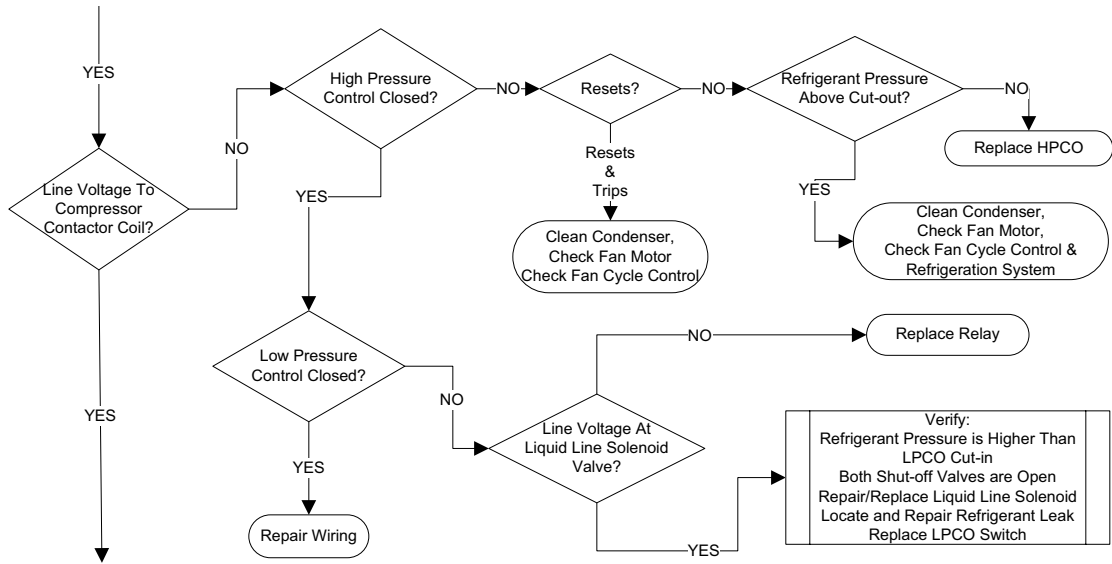 YES
Line Voltage To
Compressor
Contactor Coil?
NO
High Pressure
Control Closed?
NO
Resets?
NO
Refrigerant Pressure
Above Cut-out?
NO
Replace HPCO
YES
Clean Condenser,
Check Fan Motor,
Check Fan Cycle Control &
Refrigeration System
Resets
&
Trips
Clean Condenser,
Check Fan Motor
Check Fan Cycle Control
YES
Low Pressure
Control Closed?
NO
Line Voltage At
Liquid Line Solenoid
Valve?
NO
Replace Relay
YES
Verify:
Refrigerant Pressure is Higher Than
LPCO Cut-in
Both Shut-off Valves are Open
Repair/Replace Liquid Line Solenoid
Locate and Repair Refrigerant Leak
Replace LPCO Switch
YES
Repair Wiring
YES